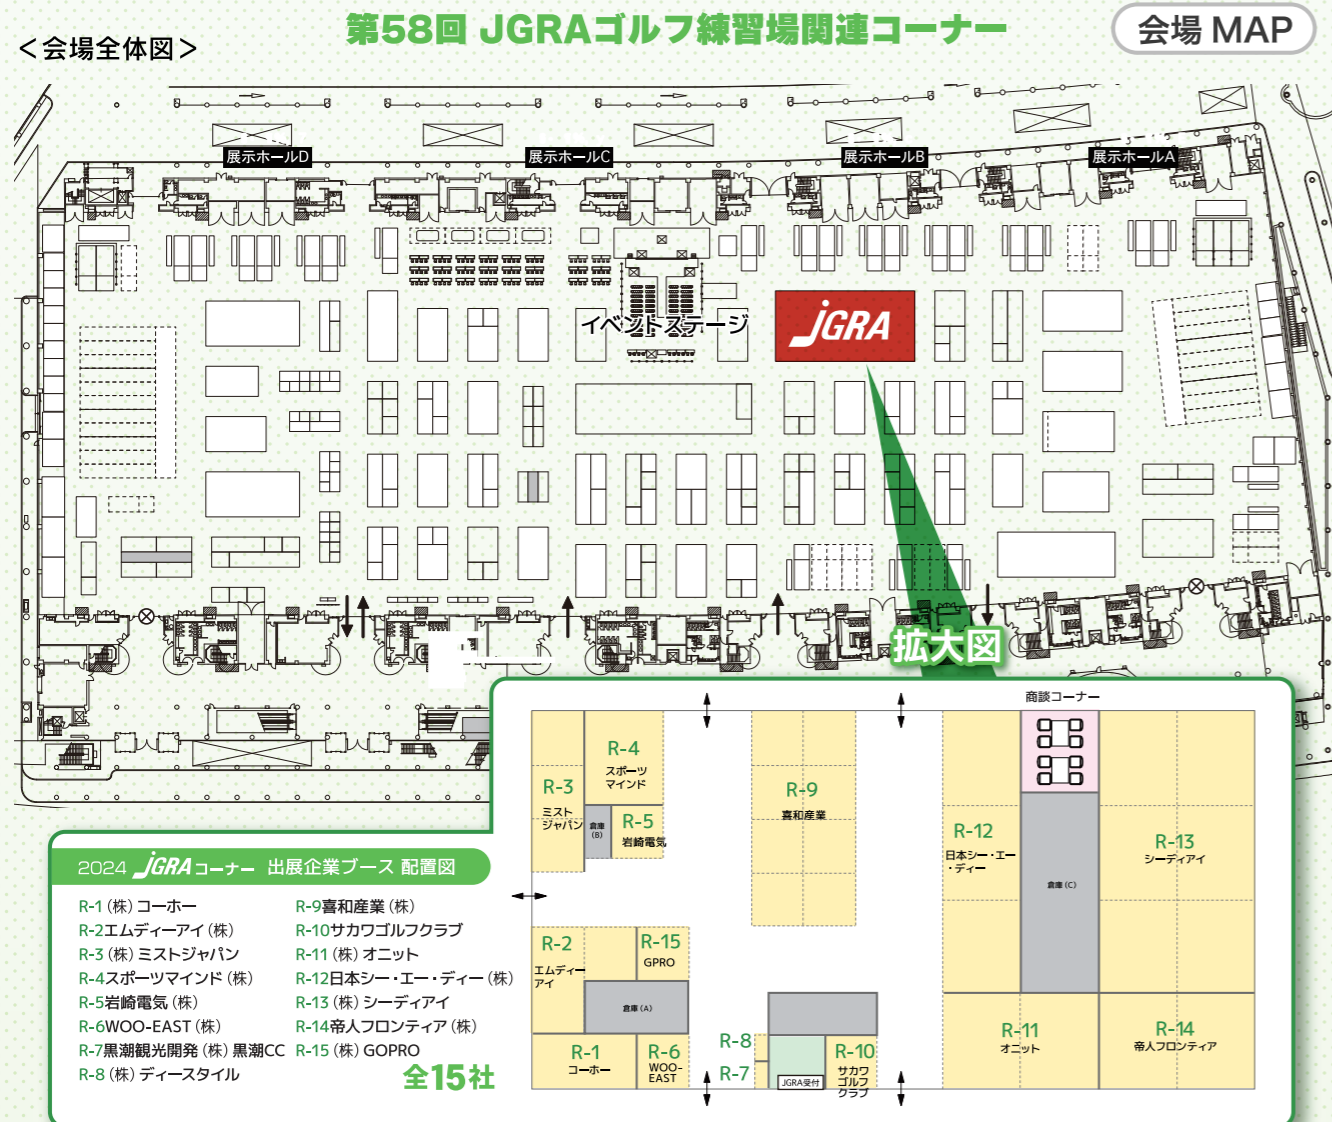 第58回 JGRAゴルフ練習場関連コーナー
会場 MAP
＜会場全体図＞
展示ホールD
展示ホールC
展示ホールB
展示ホールA
イベントステージ
jGRA
拡大図
商談コーナー
R-3
ミスト
ジャパン
R-4
スポーツ
マインド
倉庫
(B)
R-5
岩崎電気
R-9
喜和産業
R-12
日本シー・エー
・ディー
倉庫 (C)
R-13
シーディアイ
R-2
エムディー
アイ
R-15
GPRO
倉庫 (A)
R-1
コーホー
R-6
WOO-
EAST
R-8
R-7
JGRA受付
R-10
サカワ
ゴルフ
クラブ
R-11
オニット
R-14
帝人フロンティア
2024 jGRAコーナー 出展企業ブース 配置図
R-1 (株) コーホー
R-2エムディーアイ (株)
R-3 (株) ミストジャパン
R-4スポーツマインド (株)
R-5岩崎電気 (株)
R-6WOO-EAST (株)
R-7黒潮観光開発 (株) 黒潮CC
R-8 (株) ディースタイル
R-9喜和産業 (株)
R-10サカワゴルフクラブ
R-11 (株) オニット
R-12日本シー・エー・ディー (株)
R-13 (株) シーディアイ
R-14帝人フロンティア (株)
R-15 (株) GOPRO
全15社